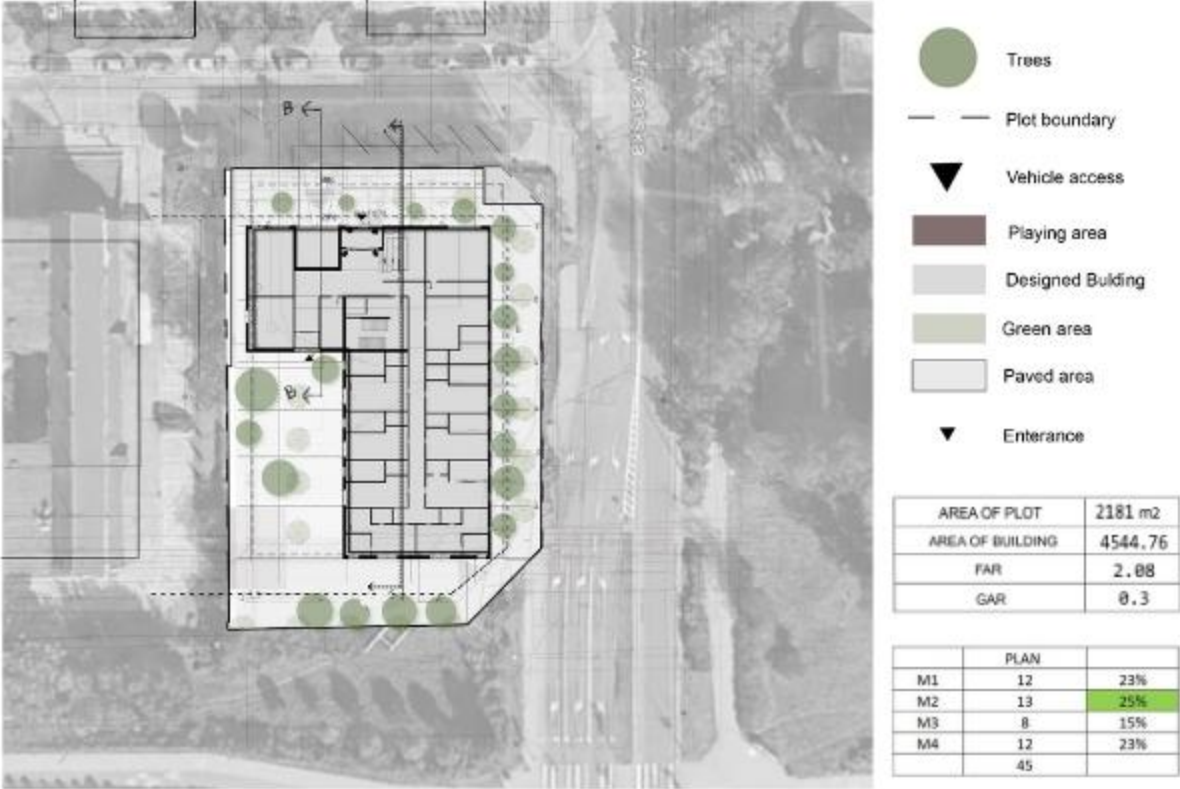 B
B
Trees
Plot boundary
Vehicle access
Playing area
Designed Bulding
Green area
Paved area
Enterance
AREA OF PLOT 2181 m2
AREA OF BUILDING 4544.76
FAR 2.08
GAR 0.3
PLAN
M1 12 23%
M2 13 25%
M3 8 15%
M4 12 23%
45